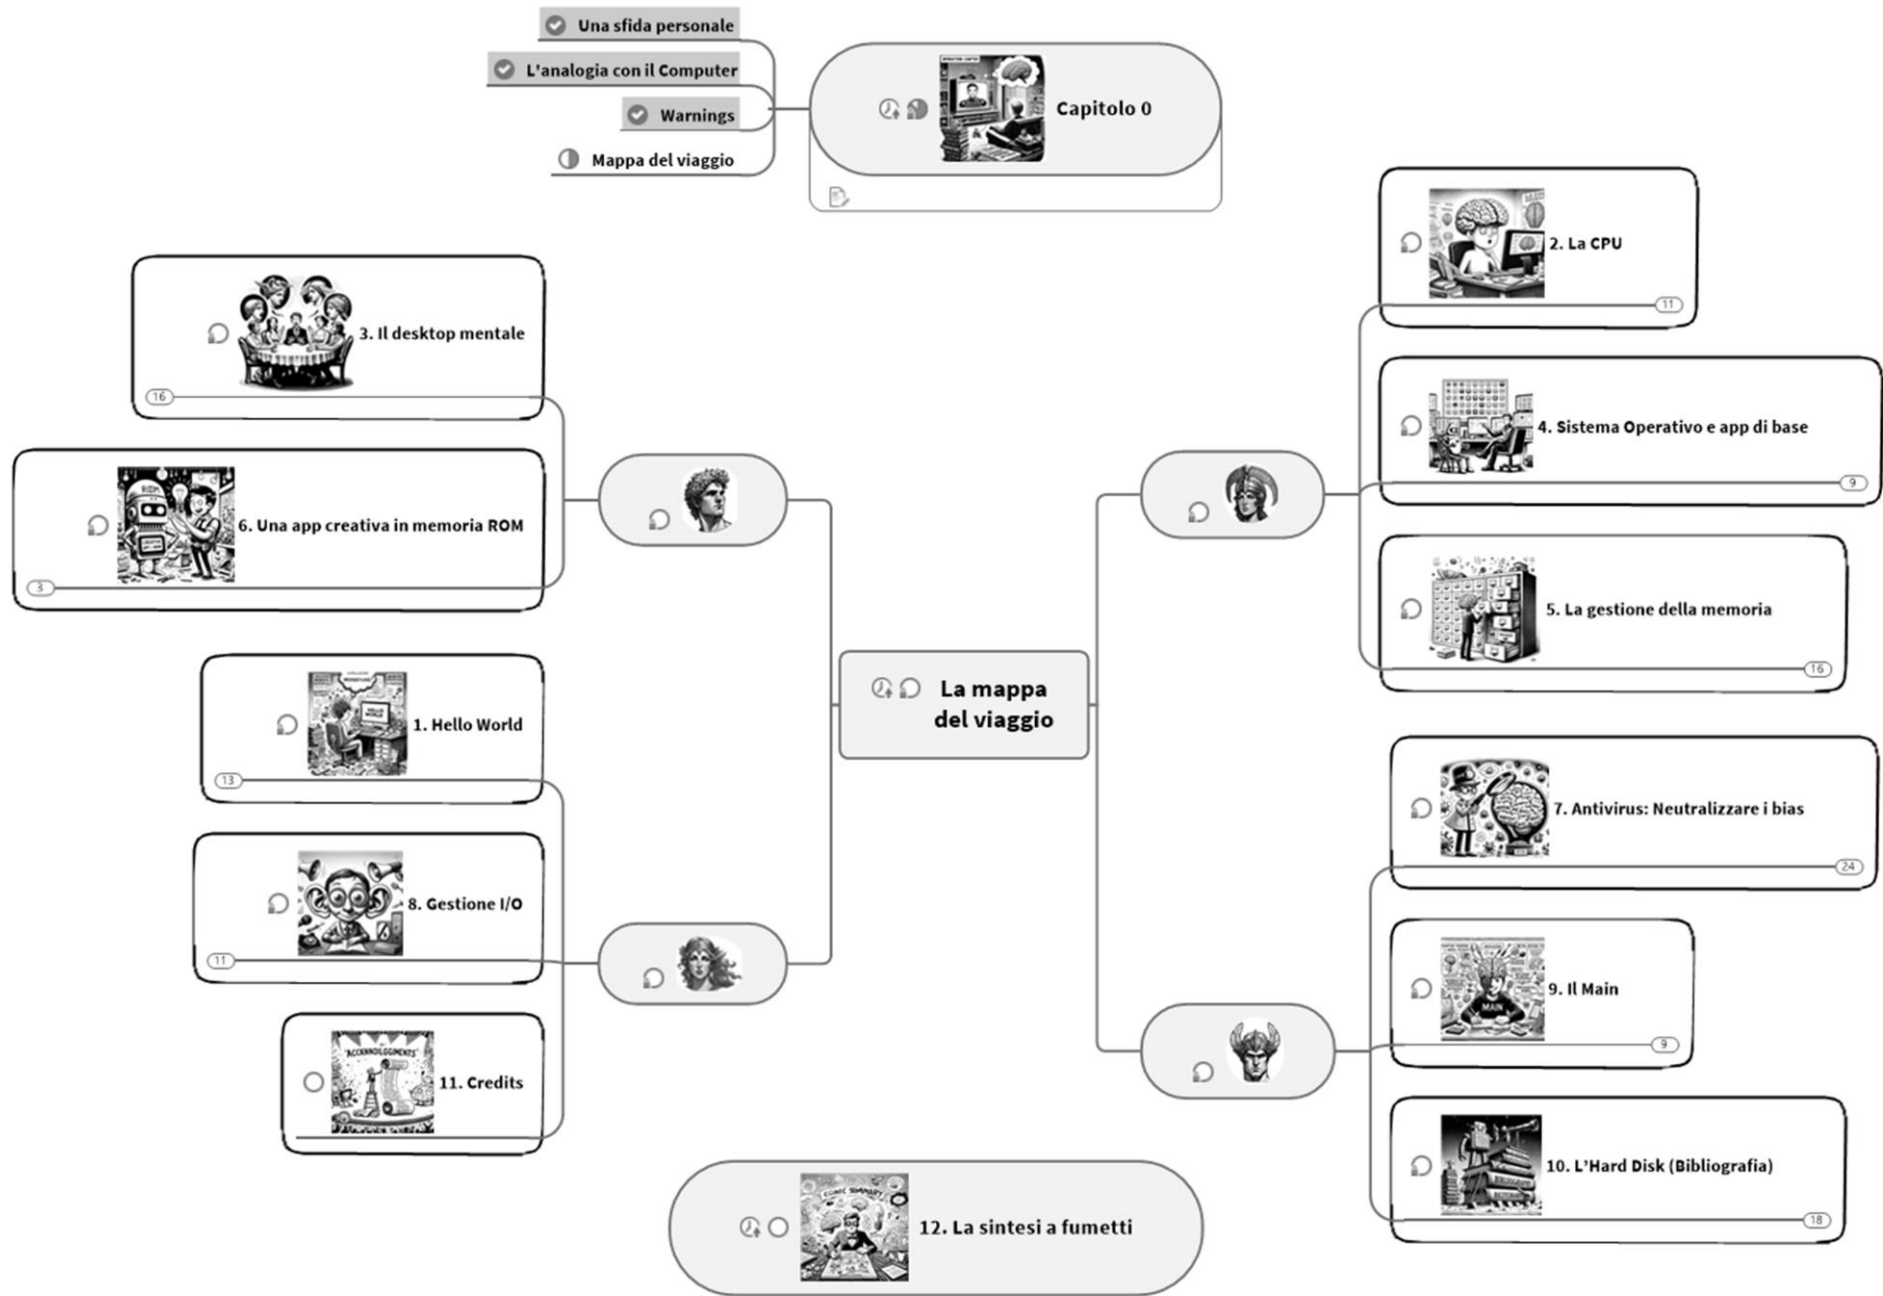 Una sfida personale
L'analogia con il Computer
Warnings
Mappa del viaggio
Capitolo 0
3. Il desktop mentale
16
6. Una app creativa in memoria ROM
3
1. Hello World
HELLO
WORLD
13
8. Gestione I/O
11
11. Credits
La mappa
del viaggio
2. La CPU
11
4. Sistema Operativo e app di base
9
5. La gestione della memoria
16
7. Antivirus: Neutralizzare i bias
24
9. Il Main
MAIN
9
10. L’Hard Disk (Bibliografia)
18
12. La sintesi a fumetti